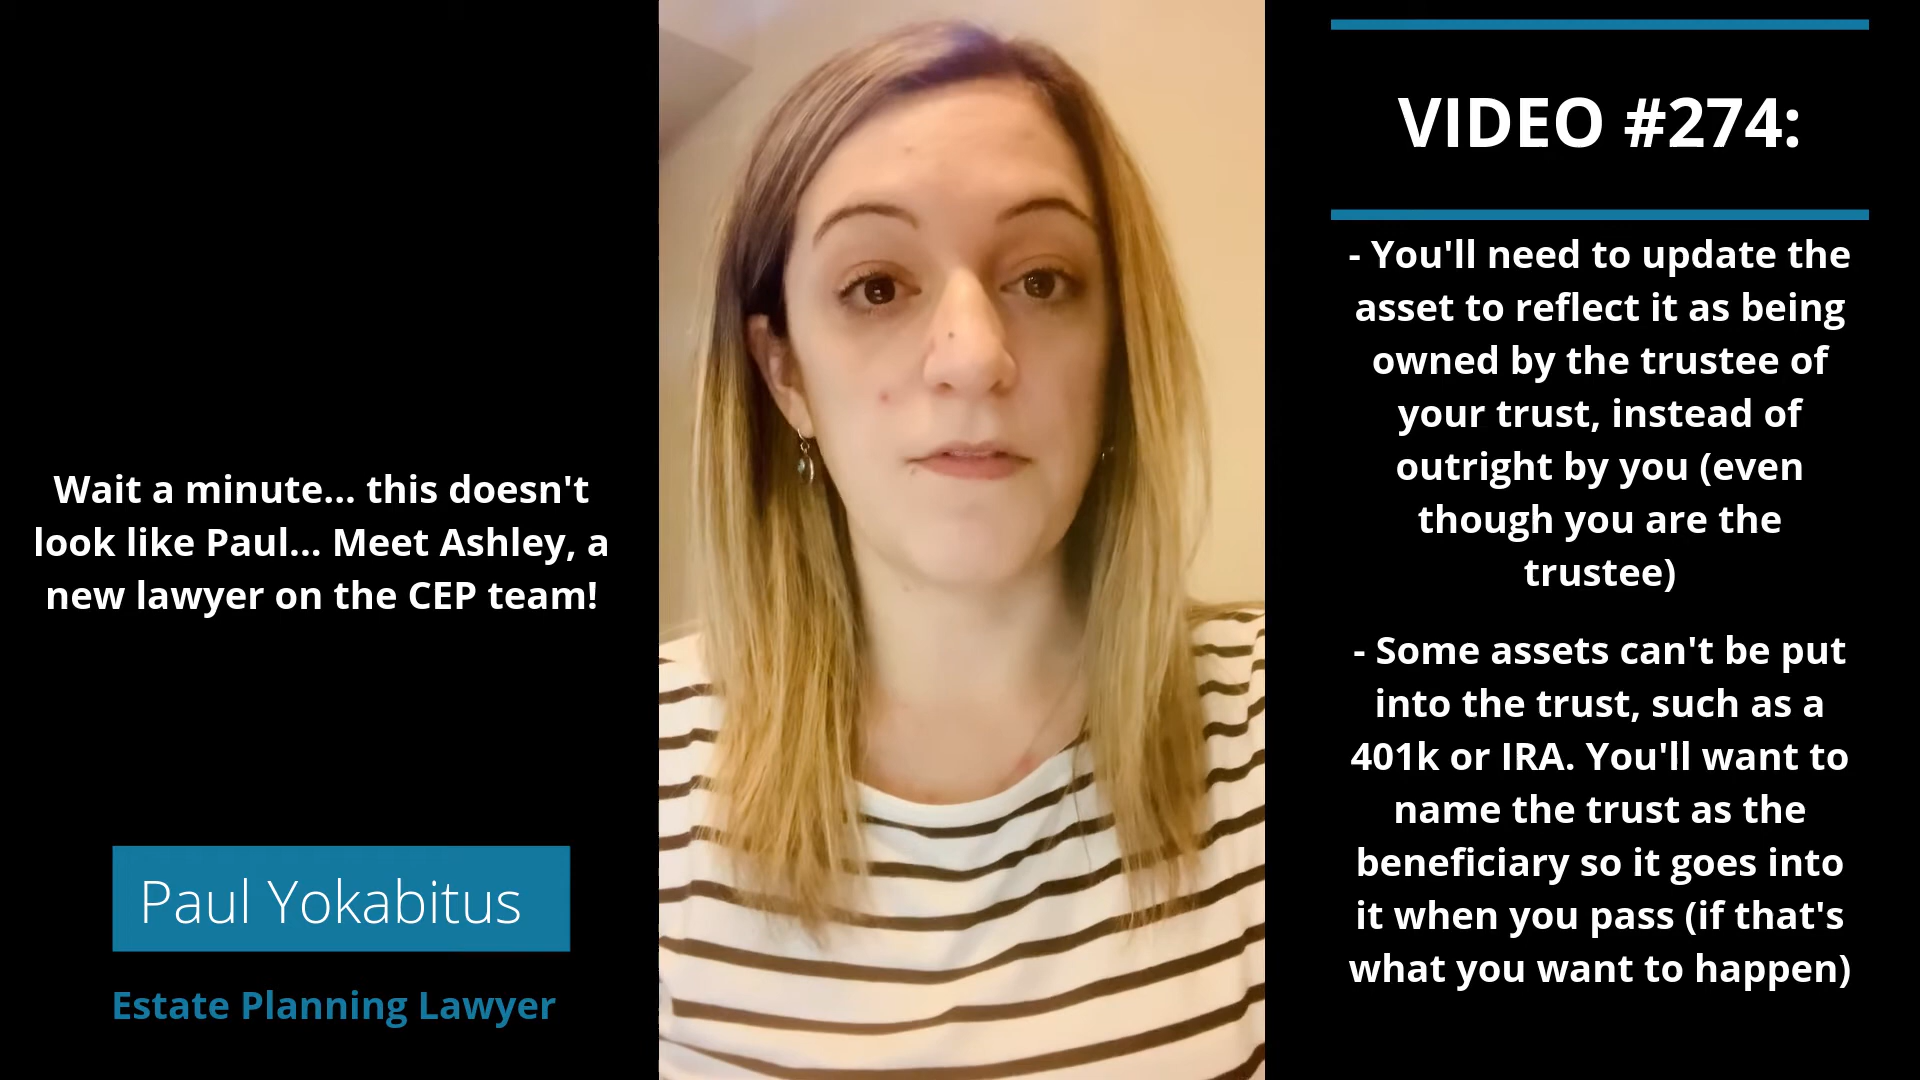 Wait a minute... this doesn't
look like Paul... Meet Ashley, a
new lawyer on the CEP team!
Paul Yokabitus
Estate Planning Lawyer
VIDEO #274:
- You'll need to update the
asset to reflect it as being
owned by the trustee of
your trust, instead of
outright by you (even
though you are the
trustee)
- Some assets can't be put
into the trust, such as a
401k or IRA. You'll want to
name the trust as the
beneficiary so it goes into
it when you pass (if that's
what you want to happen)